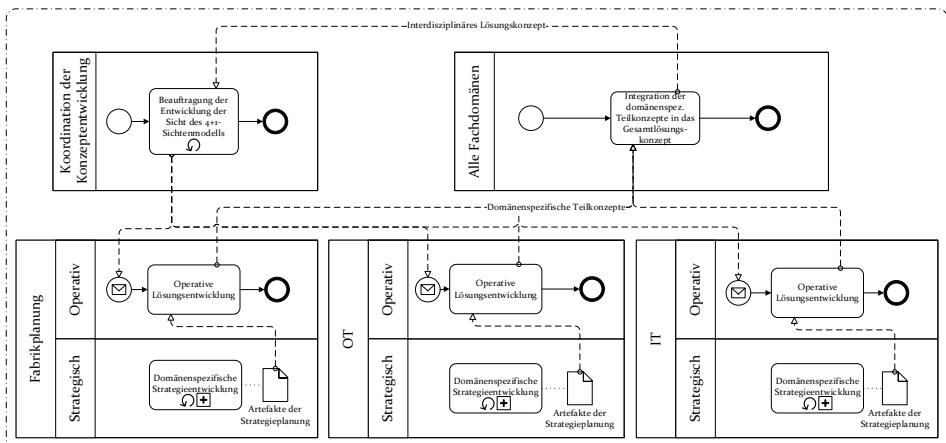 Interdisziplinäres Lösungskonzept
Koordination der
Konzeptentwicklung
Beauftragung der
Entwicklung der
Sicht des 4+1-
Sichtenmodells
Alle Fachdomänen
Integration der
domänenspez.
Teilkonzepte in das
Gesamtlösungs-
konzept
Domänenspezifische Teilkonzepte
Fabrikplanung
Operativ
Operative
Lösungsentwicklung
Strategisch
Domänenspezifische
Strategieentwicklung
Artefakte der
Strategieplanung
OT
Operativ
Operative
Lösungsentwicklung
Strategisch
Domänenspezifische
Strategieentwicklung
Artefakte der
Strategieplanung
IT
Operativ
Operative
Lösungsentwicklung
Strategisch
Domänenspezifische
Strategieentwicklung
Artefakte der
Strategieplanung